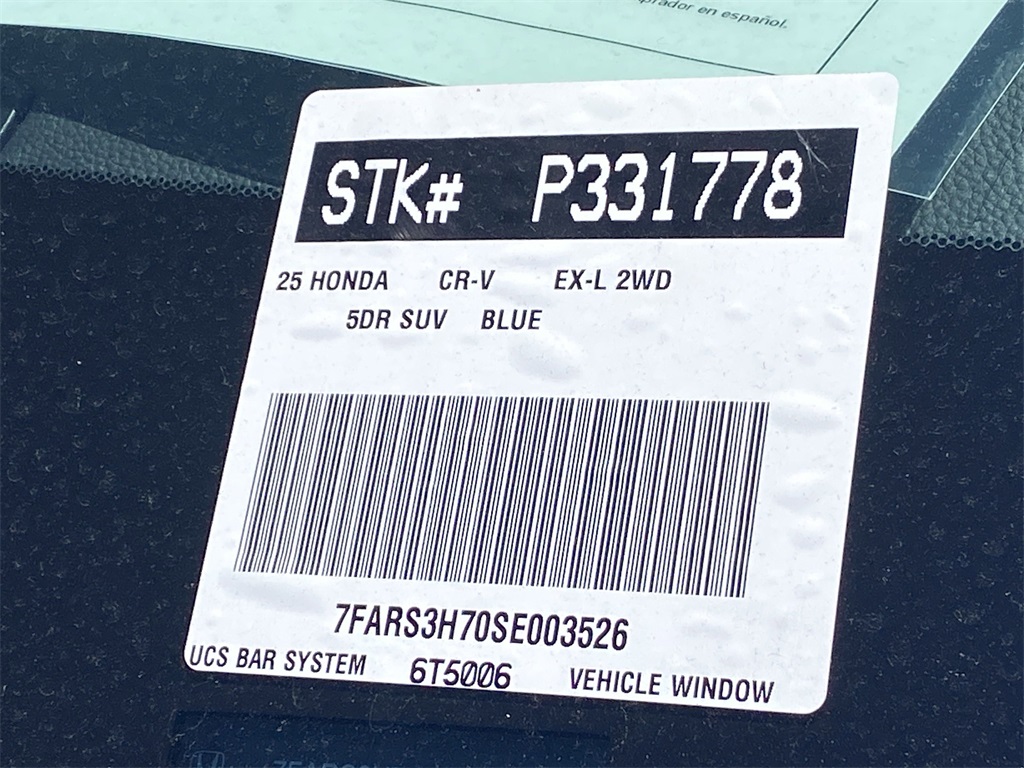 en español.
STK# P331778
25 HONDA CR-V EX-L 2WD
5DR SUV BLUE
7FARS3H70SE003526
UCS BAR SYSTEM 6T5006 VEHICLE WINDOW